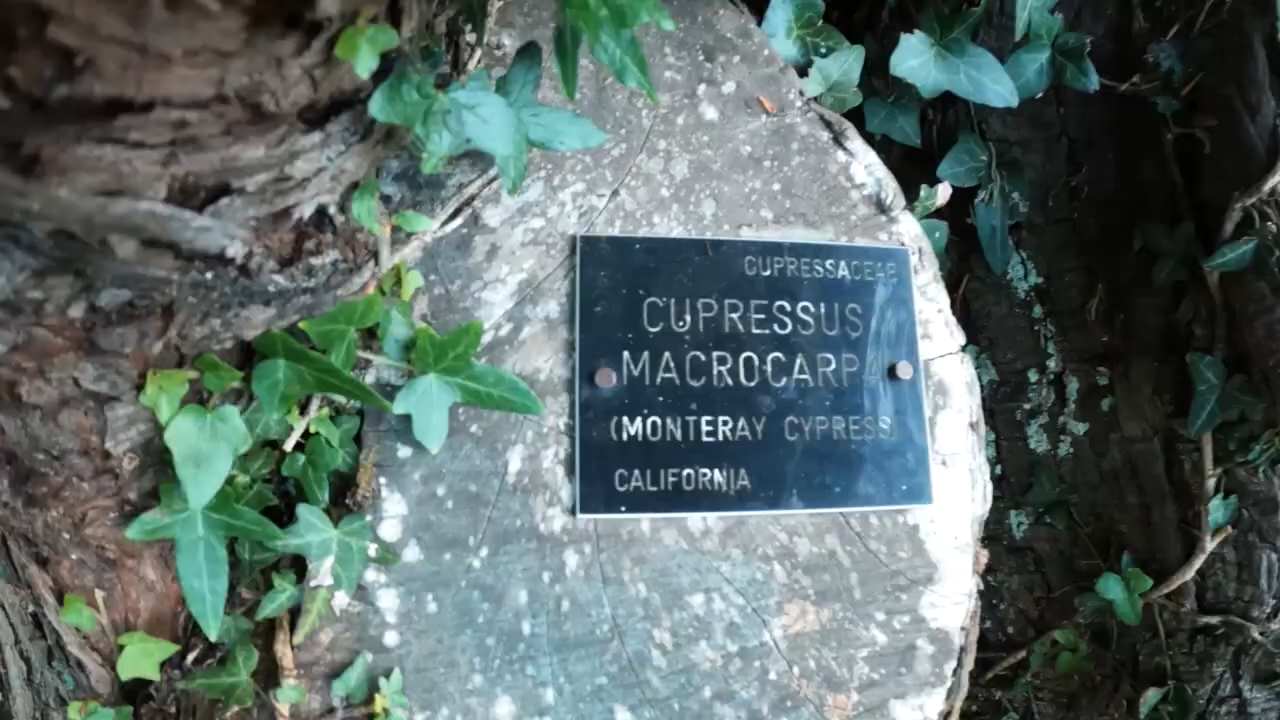 CUPRESSACEAE
CUPRESSUS
MACROCARPA
(MONTERAY CYPRESS)
CALIFORNIA